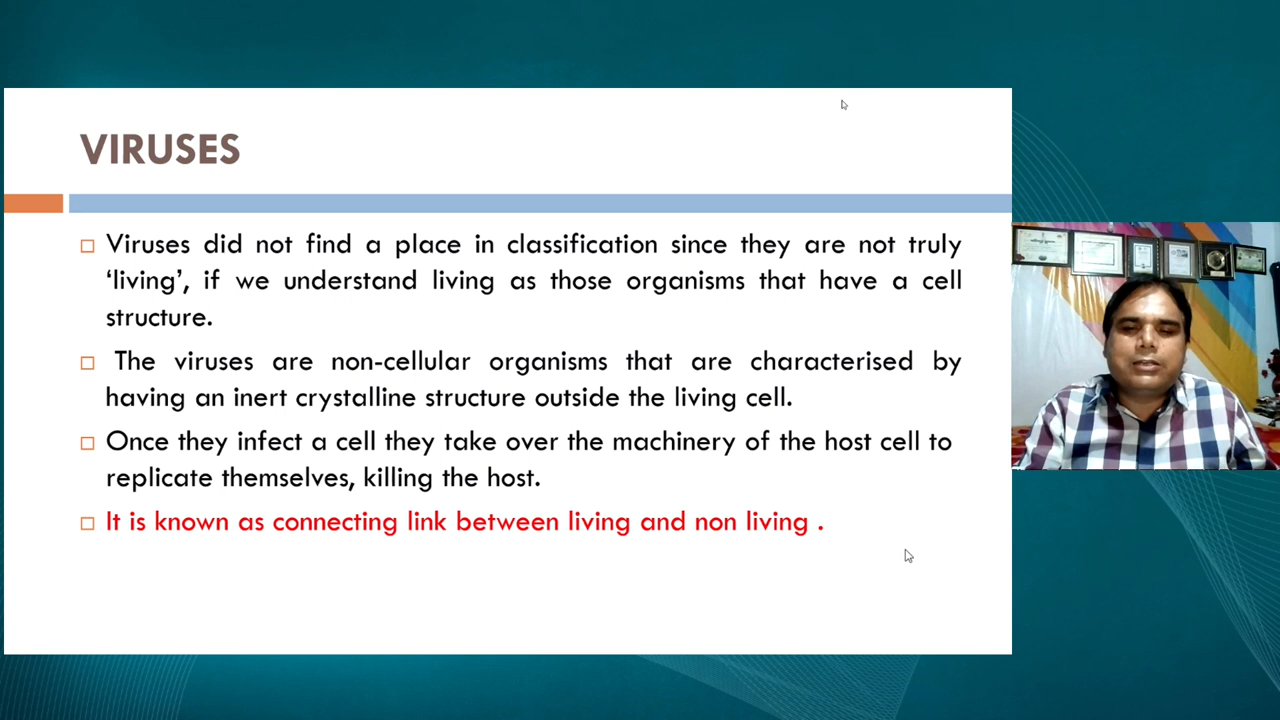 VIRUSES
Viruses did not find a place in classification since they are not truly
‘living’, if we understand living as those organisms that have a cell
structure.
The viruses are non-cellular organisms that are characterised by
having an inert crystalline structure outside the living cell.
Once they infect a cell they take over the machinery of the host cell to
replicate themselves, killing the host.
It is known as connecting link between living and non living .